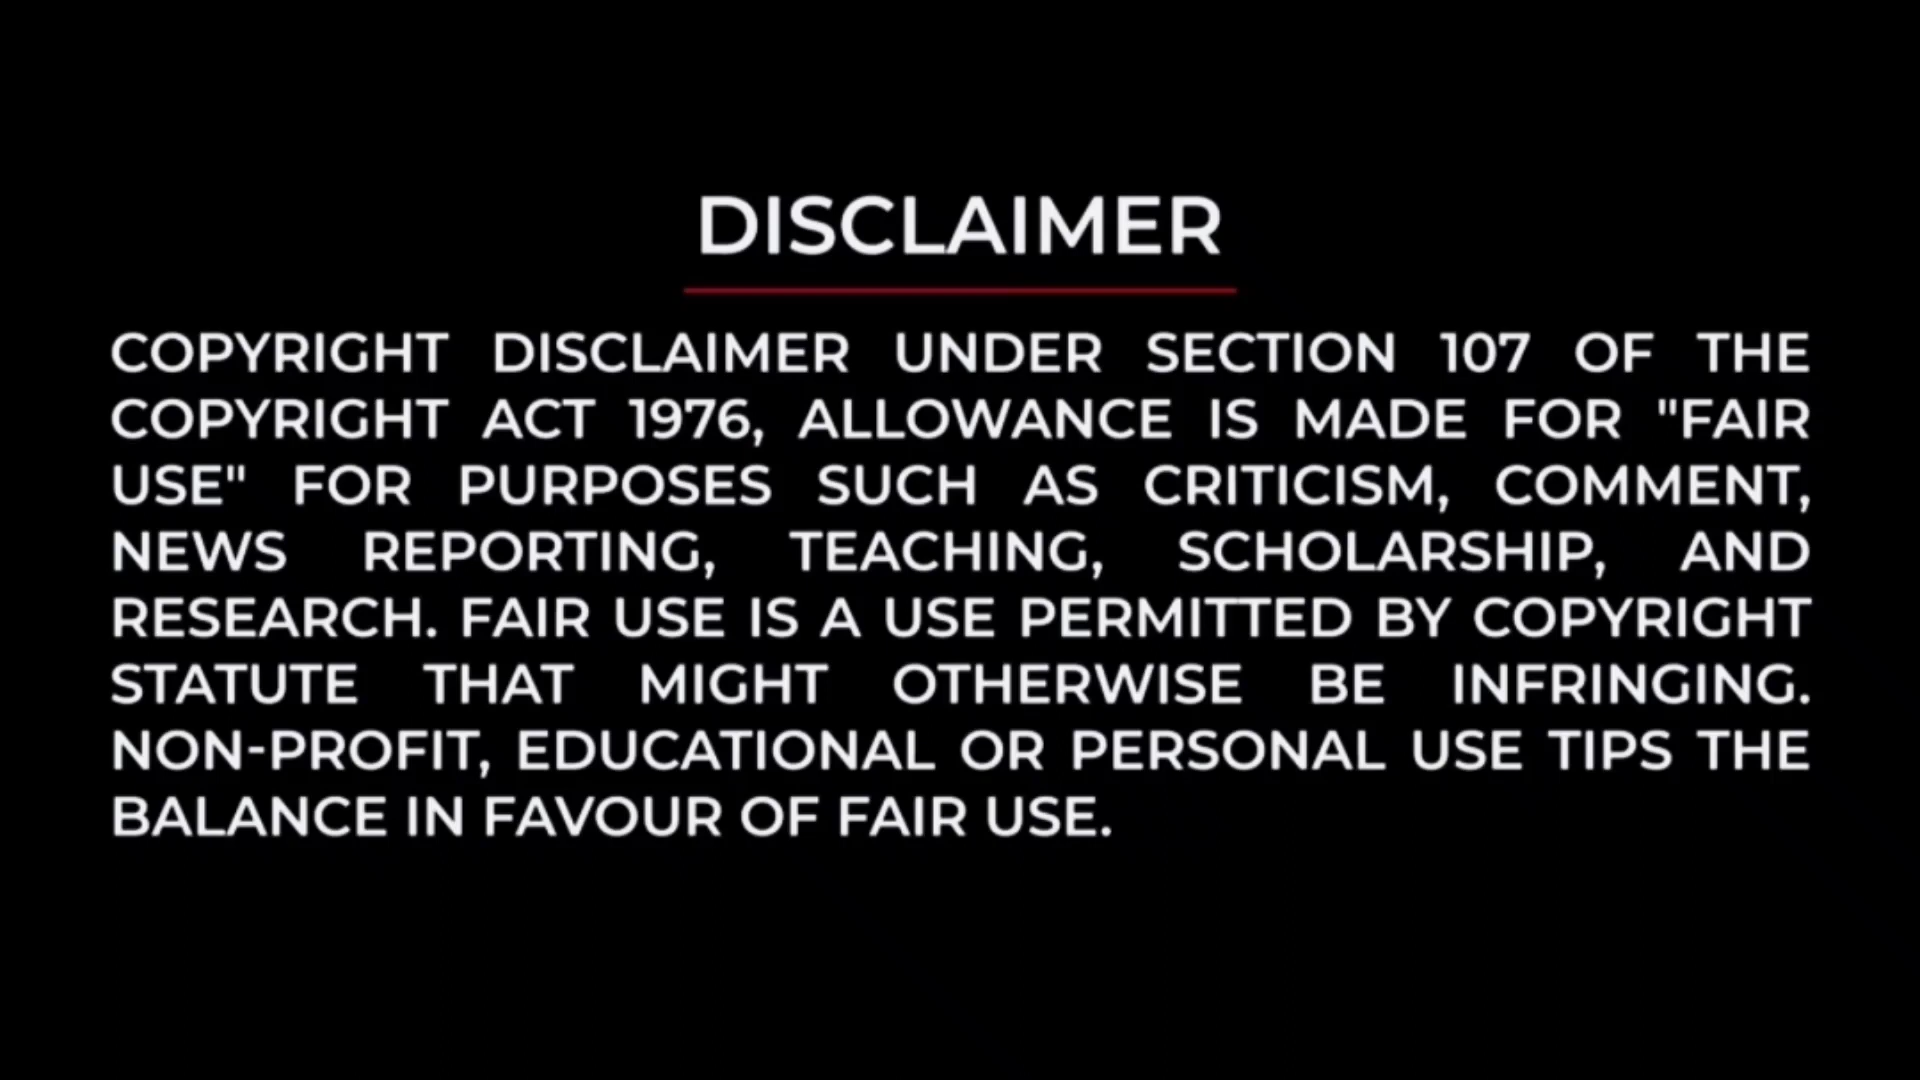 DISCLAIMER
COPYRIGHT DISCLAIMER UNDER SECTION 107 OF THE
COPYRIGHT ACT 1976, ALLOWANCE IS MADE FOR "FAIR
USE" FOR PURPOSES SUCH AS CRITICISM, COMMENT,
NEWS REPORTING, TEACHING, SCHOLARSHIP, AND
RESEARCH. FAIR USE IS A USE PERMITTED BY COPYRIGHT
STATUTE THAT MIGHT OTHERWISE BE INFRINGING.
NON-PROFIT, EDUCATIONAL OR PERSONAL USE TIPS THE
BALANCE IN FAVOUR OF FAIR USE.